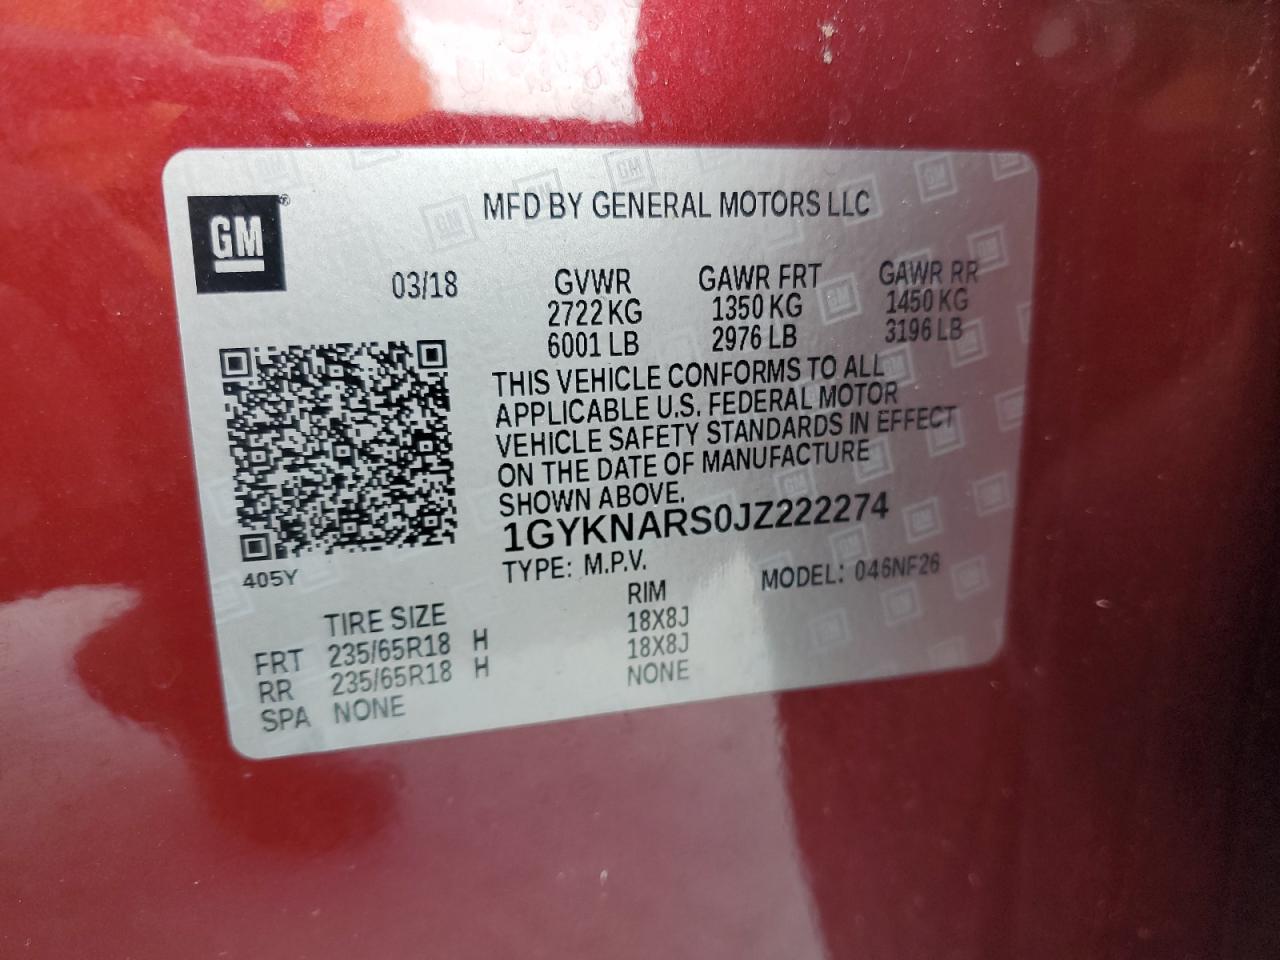 GM®
MFD BY GENERAL MOTORS LLC
03/18 GVWR GAWR FRT GAWR RR
2722 KG 1350 KG 1450 KG
6001 LB 2976 LB 3196 LB
THIS VEHICLE CONFORMS TO ALL
APPLICABLE U.S. FEDERAL MOTOR
VEHICLE SAFETY STANDARDS IN EFFECT
ON THE DATE OF MANUFACTURE
SHOWN ABOVE.
1GYKNARS0JZ222274
405Y TYPE: M.P.V. MODEL: 046NF26
TIRE SIZE RIM
FRT 235/65R18 H 18X8J
RR 235/65R18 H 18X8J
SPA NONE NONE